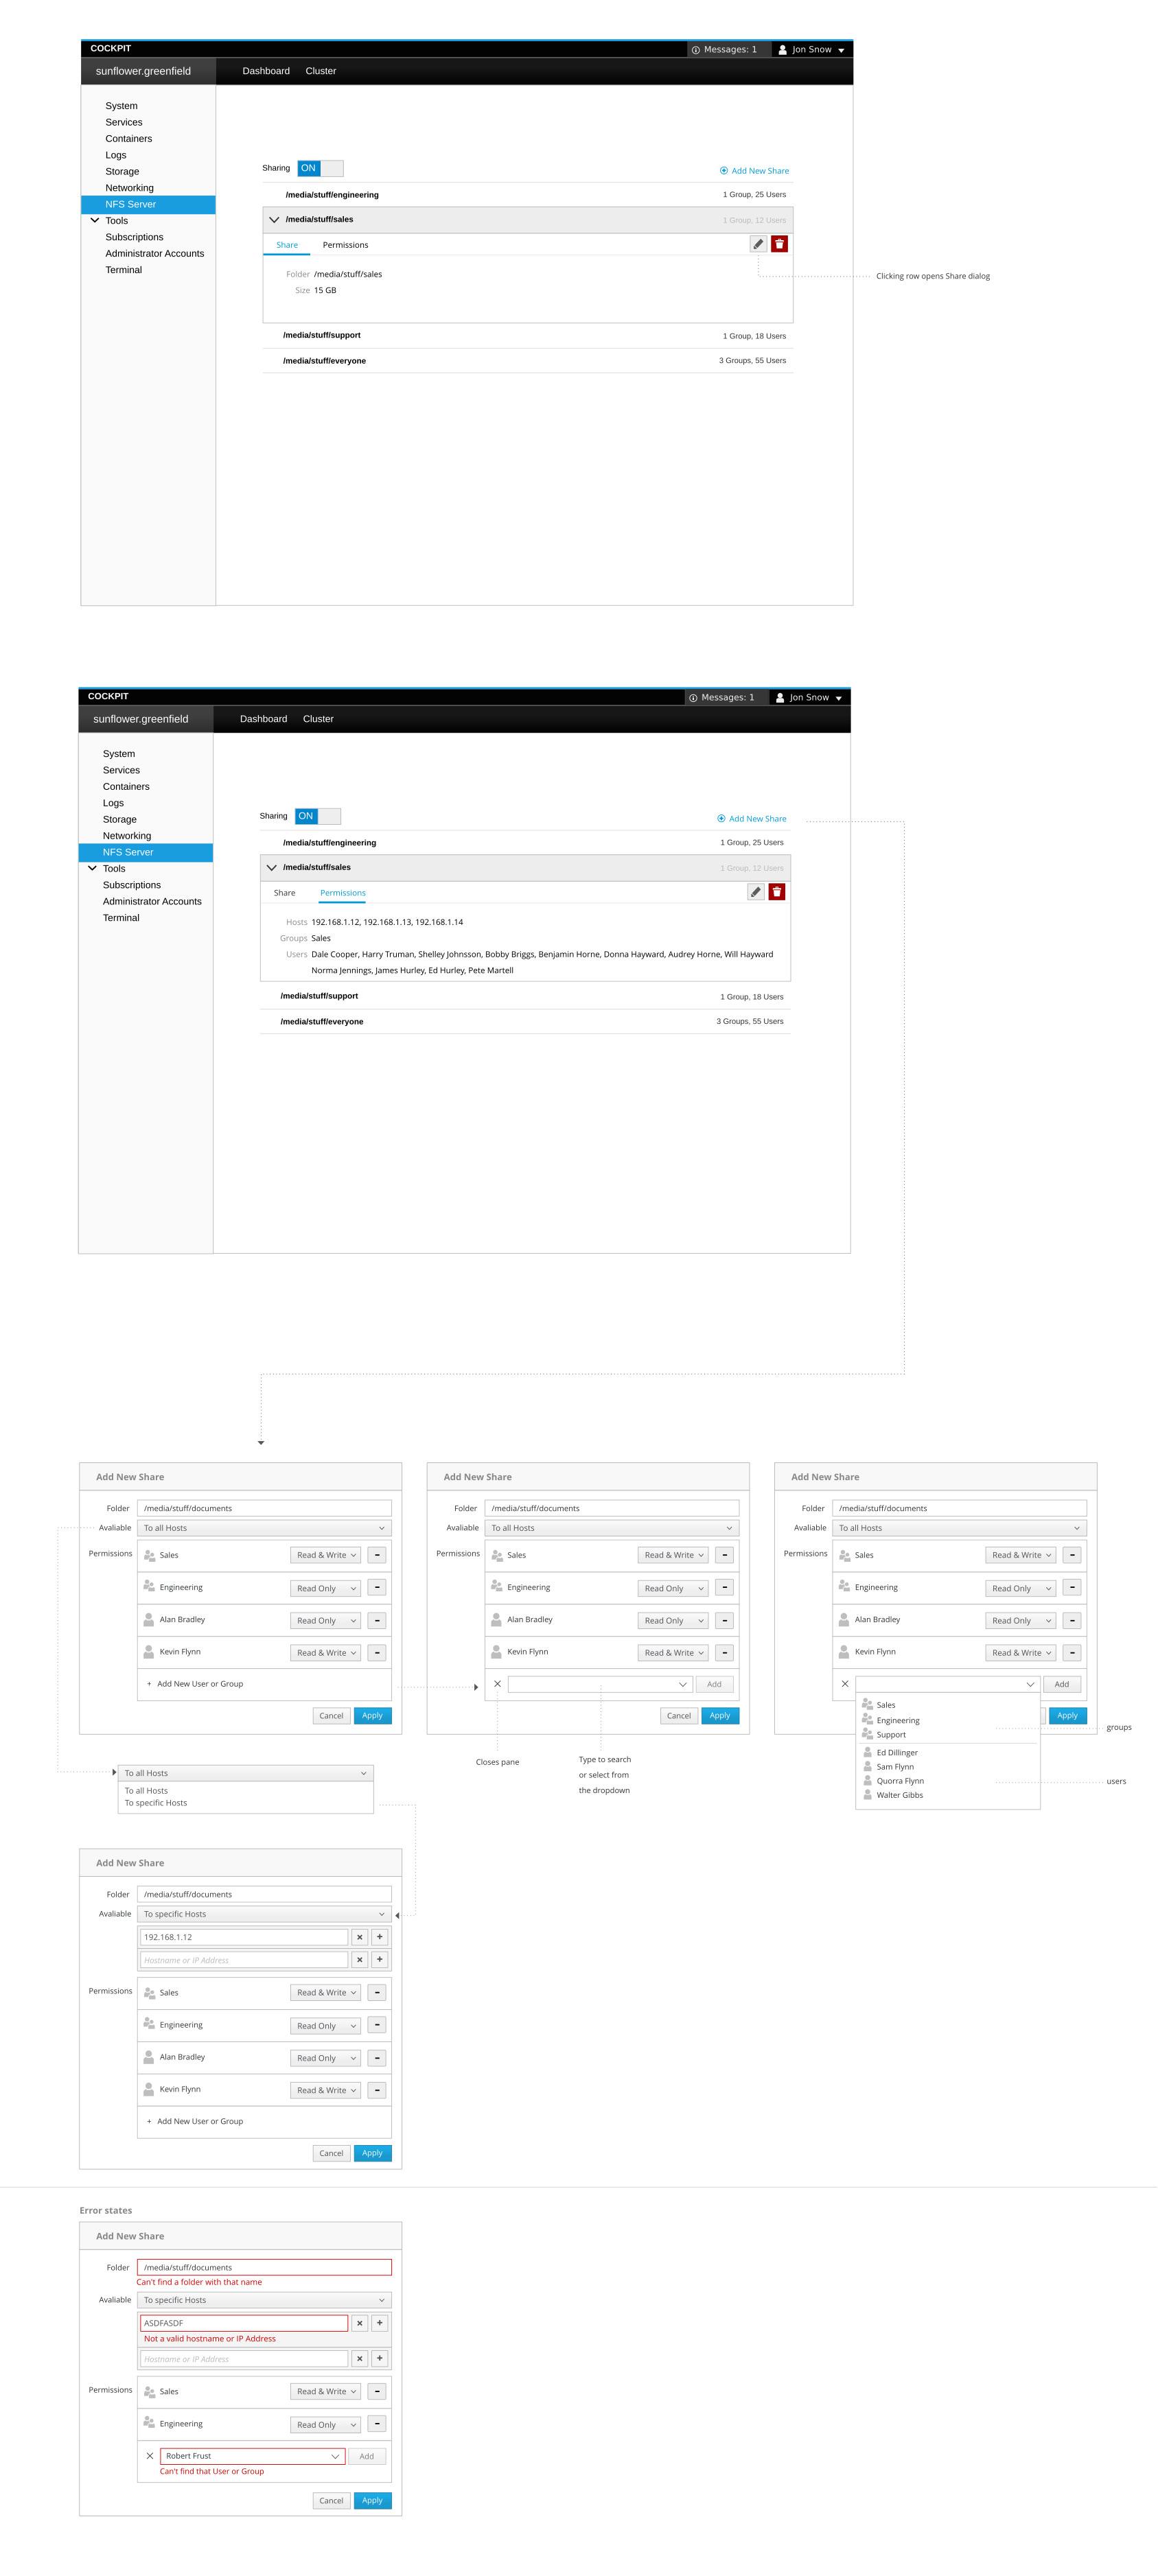 COCKPIT
Messages: 1
Jon Snow
sunflower.greenfield
Dashboard
Cluster
System
Services
Containers
Logs
Storage
Networking
NFS Server
Tools
Subscriptions
Administrator Accounts
Terminal
Sharing ON
Add New Share
/media/stuff/engineering 1 Group, 25 Users
/media/stuff/sales 1 Group, 12 Users
Share Permissions
Folder /media/stuff/sales
Size 15 GB
Clicking row opens Share dialog
/media/stuff/support 1 Group, 18 Users
/media/stuff/everyone 3 Groups, 55 Users
COCKPIT
Messages: 1
Jon Snow
sunflower.greenfield
Dashboard
Cluster
System
Services
Containers
Logs
Storage
Networking
NFS Server
Tools
Subscriptions
Administrator Accounts
Terminal
Sharing ON
Add New Share
/media/stuff/engineering 1 Group, 25 Users
/media/stuff/sales 1 Group, 12 Users
Share Permissions
Hosts 192.168.1.12, 192.168.1.13, 192.168.1.14
Groups Sales
Users Dale Cooper, Harry Truman, Shelley Johnsson, Bobby Briggs, Benjamin Horne, Donna Hayward, Audrey Horne, Will Hayward
Norma Jennings, James Hurley, Ed Hurley, Pete Martell
/media/stuff/support 1 Group, 18 Users
/media/stuff/everyone 3 Groups, 55 Users
Add New Share
Folder /media/stuff/documents
Avaliable To all Hosts
Permissions Sales Read & Write -
Engineering Read Only -
Alan Bradley Read Only -
Kevin Flynn Read & Write -
+ Add New User or Group
Cancel Apply
Add New Share
Folder /media/stuff/documents
Avaliable To all Hosts
Permissions Sales Read & Write -
Engineering Read Only -
Alan Bradley Read Only -
Kevin Flynn Read & Write -
Add
Cancel Apply
Closes pane
Type to search
or select from
the dropdown
Add New Share
Folder /media/stuff/documents
Avaliable To all Hosts
Permissions Sales Read & Write -
Engineering Read Only -
Alan Bradley Read Only -
Kevin Flynn Read & Write -
Add
Apply
Sales
Engineering
Support
groups
Ed Dillinger
Sam Flynn
Quorra Flynn
Walter Gibbs
users
To all Hosts
To all Hosts
To specific Hosts
Add New Share
Folder /media/stuff/documents
Avaliable To specific Hosts
192.168.1.12 × +
Hostname or IP Address × +
Permissions Sales Read & Write -
Engineering Read Only -
Alan Bradley Read Only -
Kevin Flynn Read & Write -
+ Add New User or Group
Cancel Apply
Error states
Add New Share
Folder /media/stuff/documents
Can't find a folder with that name
Avaliable To specific Hosts
ASDFASDF × +
Not a valid hostname or IP Address
Hostname or IP Address × +
Permissions Sales Read & Write -
Engineering Read Only -
Robert Frust Add
Can't find that User or Group
Cancel Apply